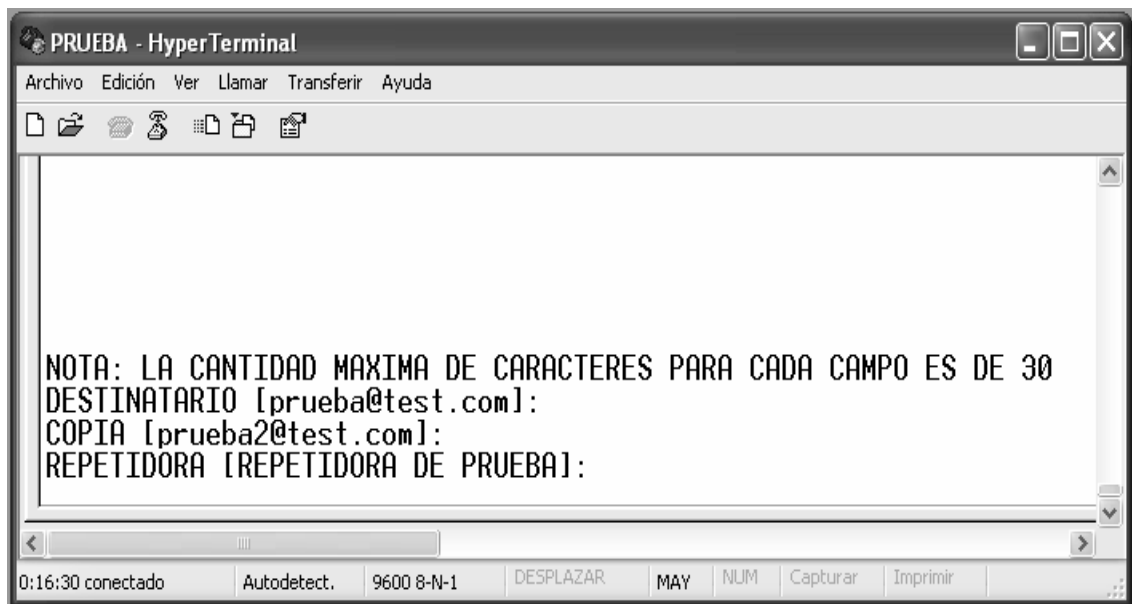 PRUEBA - HyperTerminal
Archivo Edición Ver Llamar Transferir Ayuda
NOTA: LA CANTIDAD MAXIMA DE CARACTERES PARA CADA CAMPO ES DE 30
DESTINATARIO [prueba@test.com]:
COPIA [prueba2@test.com]:
REPETIDORA [REPETIDORA DE PRUEBA]:
0:16:30 conectado Autodetect. 9600 8-N-1 DESPLAZAR MAY NUM Capturar Imprimir